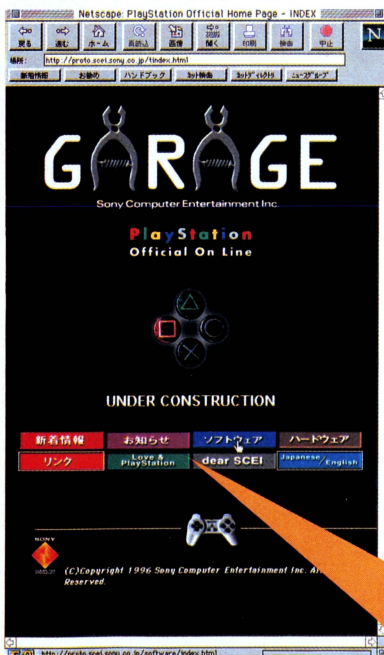 Netscape: PlayStation Official Home Page - INDEX
戻る 進む ホーム 再読込 画像 開く 印刷 検索 中止
N
場所: http://proto.scei.sony.co.jp/tindex.html
新着情報 お勧め ハンドブック ネット検索 ネットディレクトリ ニュースグループ
GARAGE
Sony Computer Entertainment Inc.
PlayStation
Official On Line
UNDER CONSTRUCTION
新着情報 お知らせ ソフトウェア ハードウェア
リンク Love & PlayStation dear SCEI Japanese/English
SONY
(C)Copyright 1996 Sony Computer Entertainment Inc.
Reserved.
http://proto.scei.sony.co.jp/software/index.html